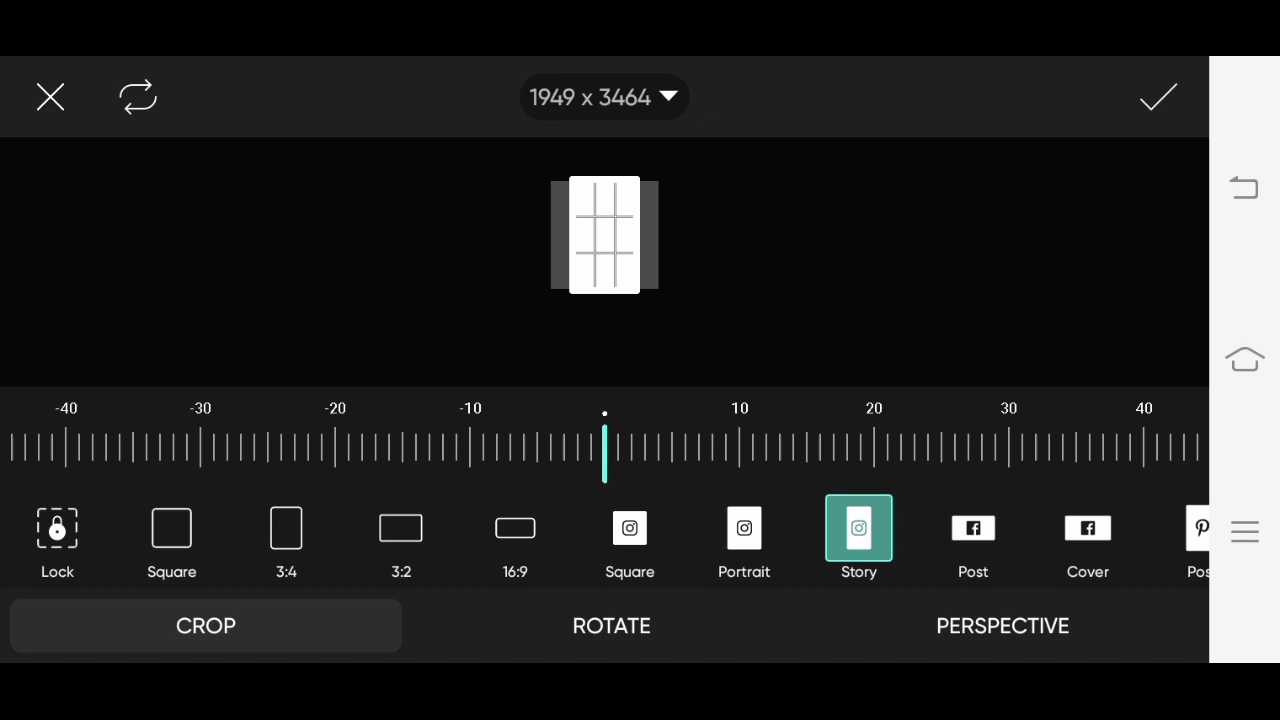 1949 x 3464
-40 -30 -20 -10 10 20 30 40
Lock Square 3:4 3:2 16:9 Square Portrait Story Post Cover Pos
CROP ROTATE PERSPECTIVE